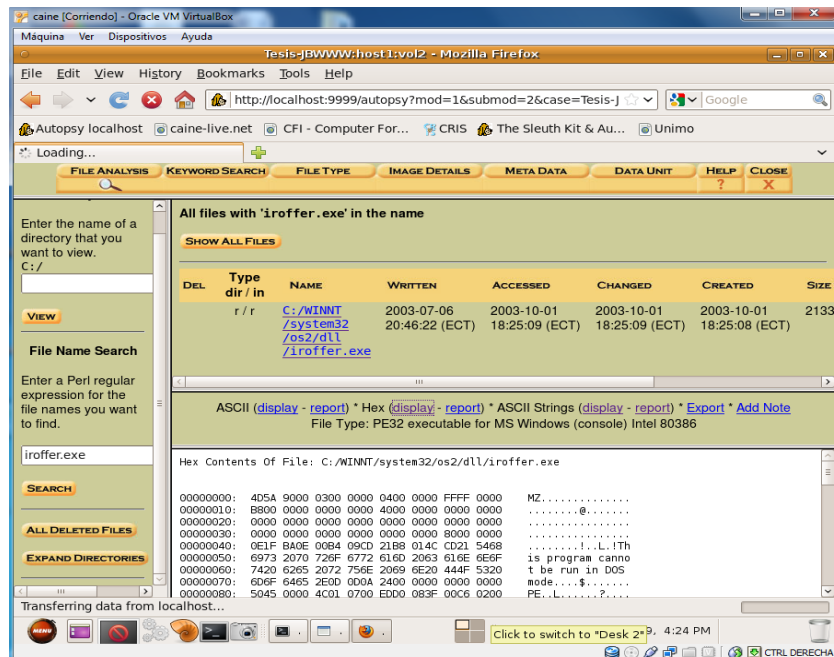 caine [Corriendo] - Oracle VM VirtualBox
Máquina Ver Dispositivos Ayuda
Tesis-JBWWW:host1:vol2 - Mozilla Firefox
File Edit View History Bookmarks Tools Help
http://localhost:9999/autopsy?mod=1&submod=2&case=Tesis-J
Google
Autopsy localhost caine-live.net CFI - Computer For... CRIS The Sleuth Kit & Au... Unimo
Loading...
FILE ANALYSIS KEYWORD SEARCH FILE TYPE IMAGE DETAILS META DATA DATA UNIT HELP CLOSE
? X
Enter the name of a
directory that you
want to view.
C:/
VIEW
File Name Search
Enter a Perl regular
expression for the
file names you want
to find.
iroffer.exe
SEARCH
ALL DELETED FILES
EXPAND DIRECTORIES
All files with 'iroffer.exe' in the name
SHOW ALL FILES
DEL Type NAME WRITTEN ACCESSED CHANGED CREATED SIZE
dir / in
r / r C:/WINNT 2003-07-06 2003-10-01 2003-10-01 2003-10-01 2133
/system32 20:46:22 (ECT) 18:25:09 (ECT) 18:25:09 (ECT) 18:25:08 (ECT)
/os2/dll
/iroffer.exe
ASCII (display - report) * Hex (display - report) * ASCII Strings (display - report) * Export * Add Note
File Type: PE32 executable for MS Windows (console) Intel 80386
Hex Contents Of File: C:/WINNT/system32/os2/dll/iroffer.exe
00000000: 4D5A 9000 0300 0000 0400 0000 FFFF 0000 MZ..............
00000010: B800 0000 0000 0000 4000 0000 0000 0000 ........@.......
00000020: 0000 0000 0000 0000 0000 0000 0000 0000 ................
00000030: 0000 0000 0000 0000 0000 0000 8000 0000 ................
00000040: 0E1F BA0E 00B4 09CD 21B8 014C CD21 5468 ........!..L.!Th
00000050: 6973 2070 726F 6772 616D 2063 616E 6E6F is program canno
00000060: 7420 6265 2072 756E 2069 6E20 444F 5320 t be run in DOS
00000070: 6D6F 6465 2E0D 0D0A 2400 0000 0000 0000 mode....$.......
00000080: 5045 0000 4C01 0700 EDD0 083F 00C6 0200 PE..L......?....
Transferring data from localhost...
MENU
Click to switch to "Desk 2" 9, 4:24 PM
CTRL DERECHA